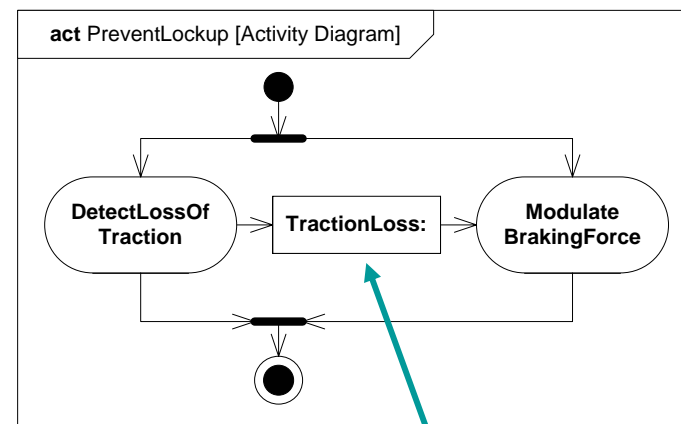 act PreventLockup [Activity Diagram]
DetectLossOf
Traction
TractionLoss:
Modulate
BrakingForce